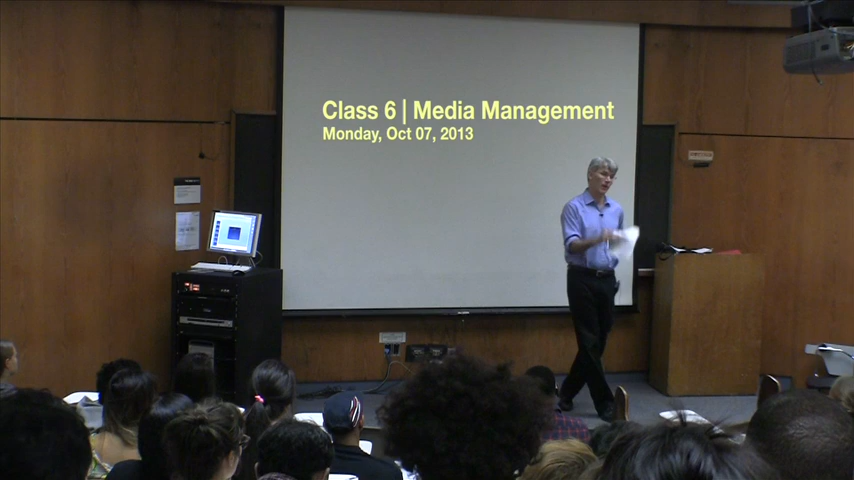 Class 6 | Media Management
Monday, Oct 07, 2013